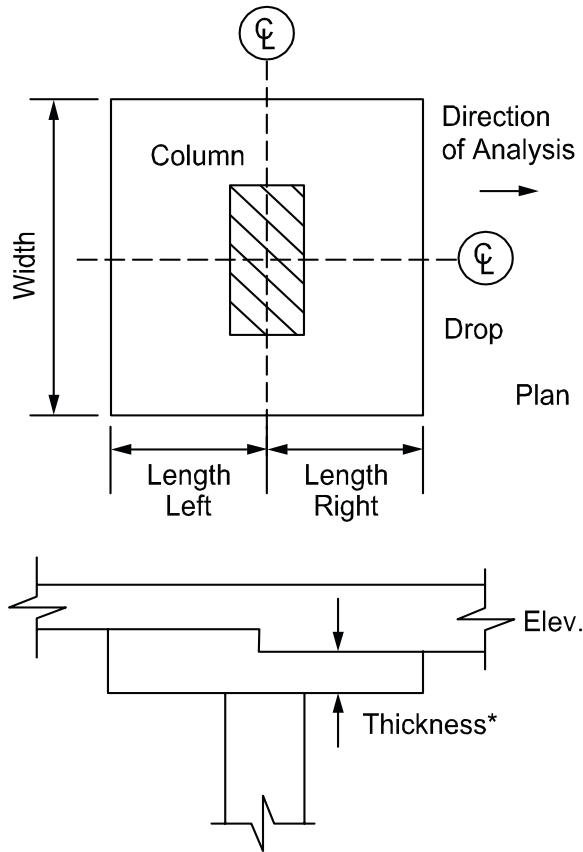 ℄
Direction
of Analysis
Column
℄
Width
Drop
Plan
Length
Left
Length
Right
Elev.
Thickness*